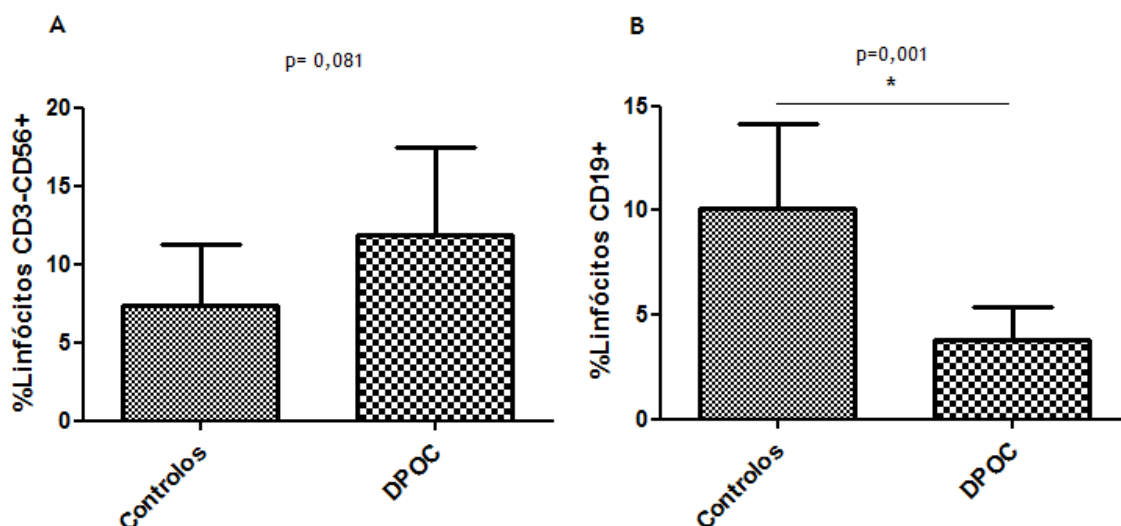 A
p= 0,081
%Linfócitos CD3-CD56+
20
15
10
5
0
Controlos
DPOC
B
p=0,001
*
%Linfócitos CD19+
15
10
5
0
Controlos
DPOC